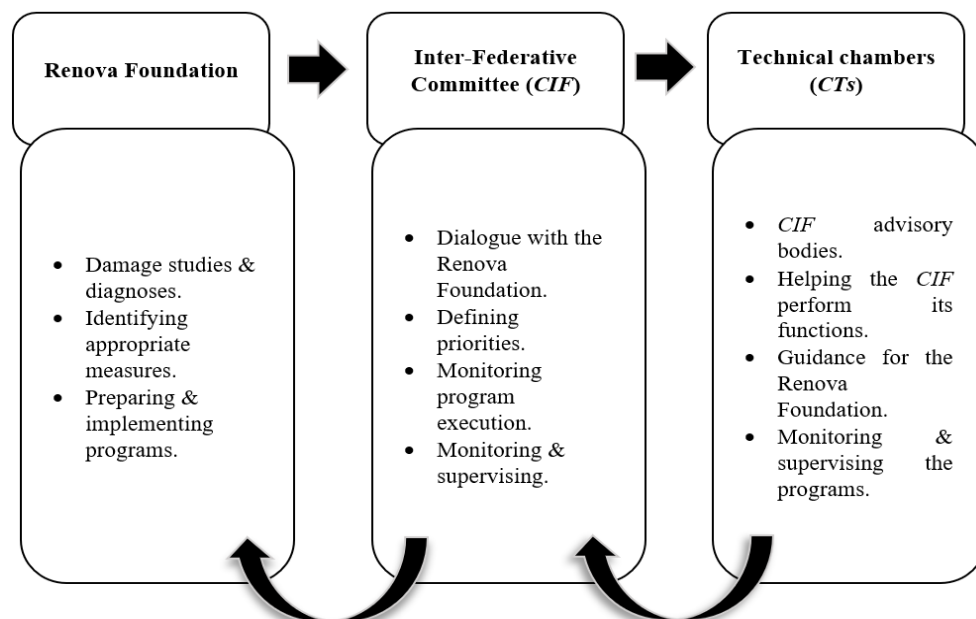 Renova Foundation
Inter-Federative
Committee (CIF)
Technical chambers
(CTs)
• Damage studies &
diagnoses.
• Identifying
appropriate
measures.
• Preparing &
implementing
programs.
• Dialogue with the
Renova
Foundation.
• Defining
priorities.
• Monitoring
program
execution.
• Monitoring &
supervising.
• CIF advisory
bodies.
• Helping the CIF
perform its
functions.
• Guidance for the
Renova
Foundation.
• Monitoring &
supervising the
programs.